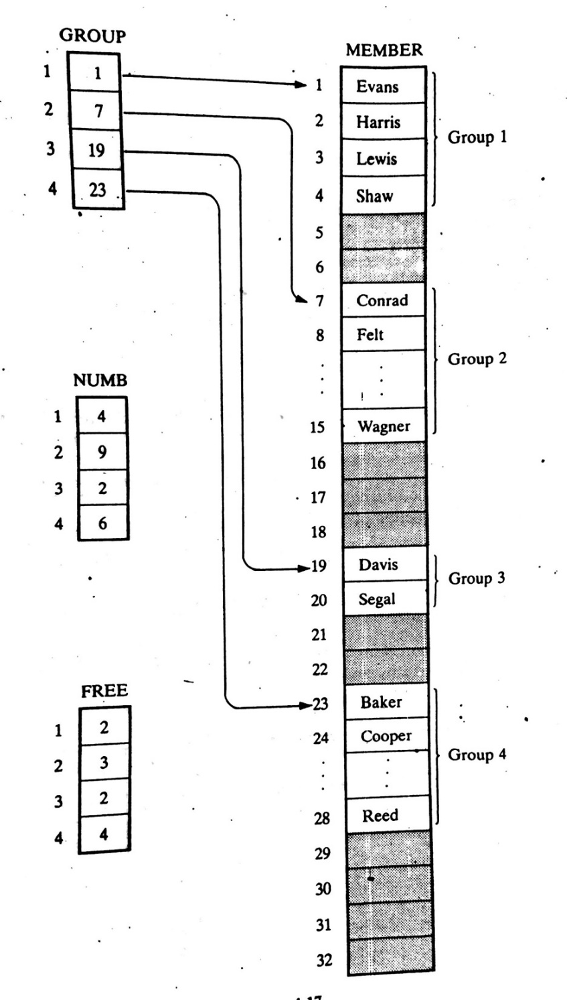 GROUP
1 1
2 7
3 19
4 23
NUMB
1 4
2 9
3 2
4 6
FREE
1 2
2 3
3 2
4 4
MEMBER
1 Evans
2 Harris
3 Lewis
4 Shaw
Group 1
5
6
7 Conrad
8 Felt
Group 2
15 Wagner
16
17
18
19 Davis
20 Segal
Group 3
21
22
23 Baker
24 Cooper
Group 4
28 Reed
29
30
31
32